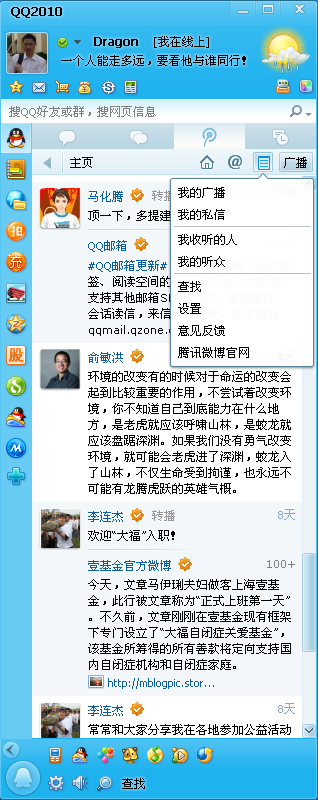 QQ2010
Dragon [我在线上]
一个人能走多远，要看他与谁同行！
搜QQ好友或群，搜网页信息
主页
广播
我的广播
我的私信
我收听的人
我的听众
查找
设置
意见反馈
腾讯微博官网
马化腾 转播
顶一下，多提建
QQ邮箱
#QQ邮箱更新#
签、阅读空间的
支持其他邮箱S
会话读信，来信
qqmail.qzone.
俞敏洪
环境的改变有的时候对于命运的改变会
起到比较重要的作用，不尝试着改变环
境，你不知道自己到底能力在什么地
方，是老虎就应该呼啸山林，是蛟龙就
应该盘踞深渊。如果我们没有勇气改变
环境，就可能会老虎进了深渊，蛟龙入
了山林，不仅生命受到拘谨，也永远不
可能有龙腾虎跃的英雄气概。
李连杰 转播 8天
欢迎“大福”入职！
壹基金官方微博 100+
今天，文章马伊琍夫妇做客上海壹基
金，此行被文章称为“正式上班第一天”
。不久前，文章刚刚在壹基金现有框架
下专门设立了“大福自闭症关爱基金”，
该基金所筹得的所有善款将定向支持国
内自闭症机构和自闭症家庭。
http://mblogpic.stor...
李连杰 8天
常常和大家分享我在各地参加公益活动
查找